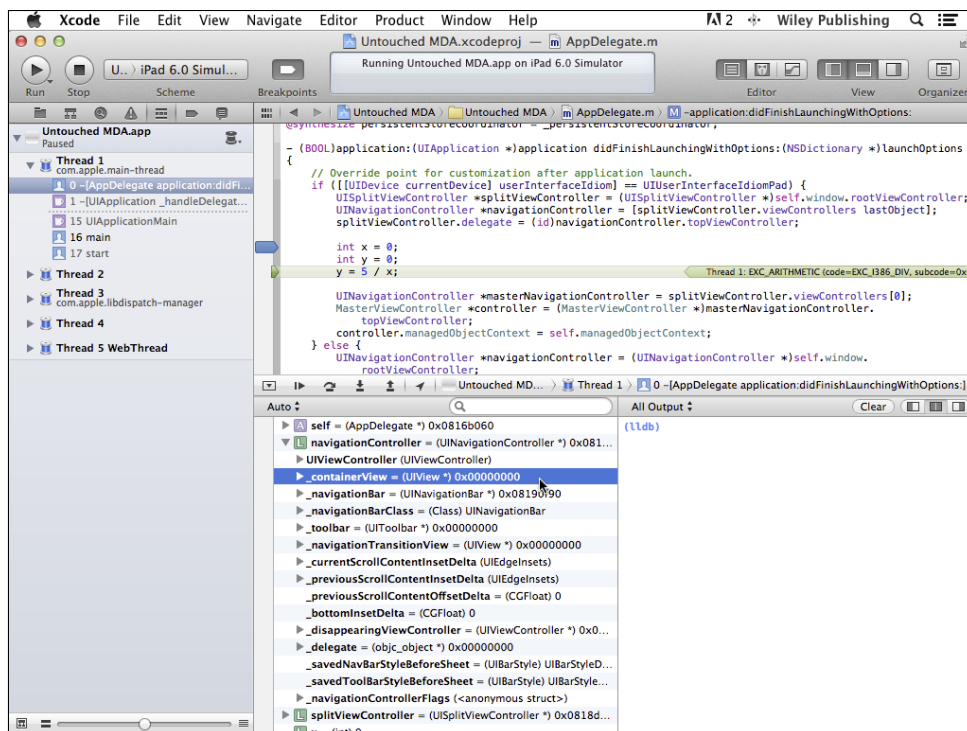 Xcode File Edit View Navigate Editor Product Window Help 2 Wiley Publishing
Untouched MDA.xcodeproj — AppDelegate.m
U.. › iPad 6.0 Simul...
Running Untouched MDA.app on iPad 6.0 Simulator
Run Stop Scheme Breakpoints Editor View Organizer
Untouched MDA › Untouched MDA › AppDelegate.m › M -application:didFinishLaunchingWithOptions:
Untouched MDA.app
Paused
Thread 1
com.apple.main-thread
0 -[AppDelegate application:didFi...
1 -[UIApplication _handleDelegat...
15 UIApplicationMain
16 main
17 start
Thread 2
Thread 3
com.apple.libdispatch-manager
Thread 4
Thread 5 WebThread
@synthesize persistentStoreCoordinator = _persistentStoreCoordinator;
- (BOOL)application:(UIApplication *)application didFinishLaunchingWithOptions:(NSDictionary *)launchOptions
{
// Override point for customization after application launch.
if ([[UIDevice currentDevice] userInterfaceIdiom] == UIUserInterfaceIdiomPad) {
UISplitViewController *splitViewController = (UISplitViewController *)self.window.rootViewController;
UINavigationController *navigationController = [splitViewController.viewControllers lastObject];
splitViewController.delegate = (id)navigationController.topViewController;
int x = 0;
int y = 0;
y = 5 / x;
Thread 1: EXC_ARITHMETIC (code=EXC_I386_DIV, subcode=0x
UINavigationController *masterNavigationController = splitViewController.viewControllers[0];
MasterViewController *controller = (MasterViewController *)masterNavigationController.
topViewController;
controller.managedObjectContext = self.managedObjectContext;
} else {
UINavigationController *navigationController = (UINavigationController *)self.window.
rootViewController;
Untouched MD... › Thread 1 › 0 -[AppDelegate application:didFinishLaunchingWithOptions:]
Auto
All Output Clear
A self = (AppDelegate *) 0x0816b060
L navigationController = (UINavigationController *) 0x081...
UIViewController (UIViewController)
_containerView = (UIView *) 0x00000000
_navigationBar = (UINavigationBar *) 0x08190f90
_navigationBarClass = (Class) UINavigationBar
_toolbar = (UIToolbar *) 0x00000000
_navigationTransitionView = (UIView *) 0x00000000
_currentScrollContentInsetDelta (UIEdgeInsets)
_previousScrollContentInsetDelta (UIEdgeInsets)
_previousScrollContentOffsetDelta = (CGFloat) 0
_bottomInsetDelta = (CGFloat) 0
_disappearingViewController = (UIViewController *) 0x0...
_delegate = (objc_object *) 0x00000000
_savedNavBarStyleBeforeSheet = (UIBarStyle) UIBarStyleD...
_savedToolBarStyleBeforeSheet = (UIBarStyle) UIBarStyle...
_navigationControllerFlags (<anonymous struct>)
L splitViewController = (UISplitViewController *) 0x0818d...
(lldb)